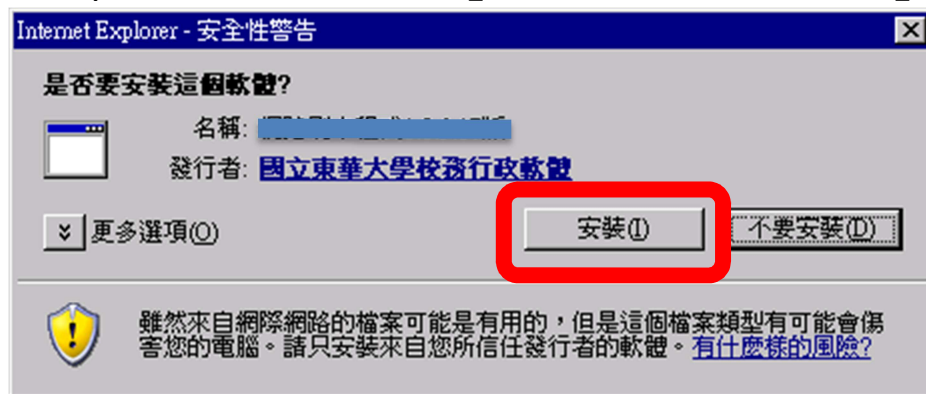 Internet Explorer - 安全性警告
是否要安裝這個軟體?
名稱:
發行者: 國立東華大學校務行政軟體
更多選項(O)
安裝(I)
不要安裝(D)
雖然來自網際網路的檔案可能是有用的，但是這個檔案類型有可能會傷
害您的電腦。請只安裝來自您所信任發行者的軟體。有什麼樣的風險?